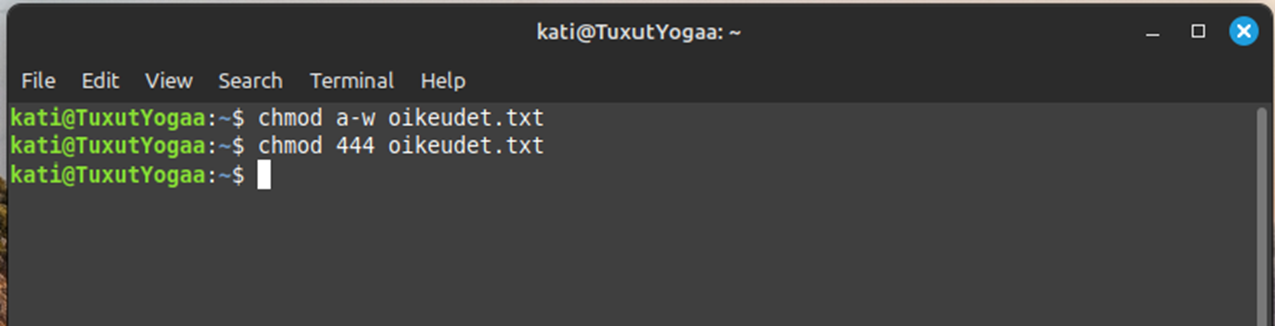 kati@TuxutYogaa: ~
File Edit View Search Terminal Help
kati@TuxutYogaa:~$ chmod a-w oikeudet.txt
kati@TuxutYogaa:~$ chmod 444 oikeudet.txt
kati@TuxutYogaa:~$